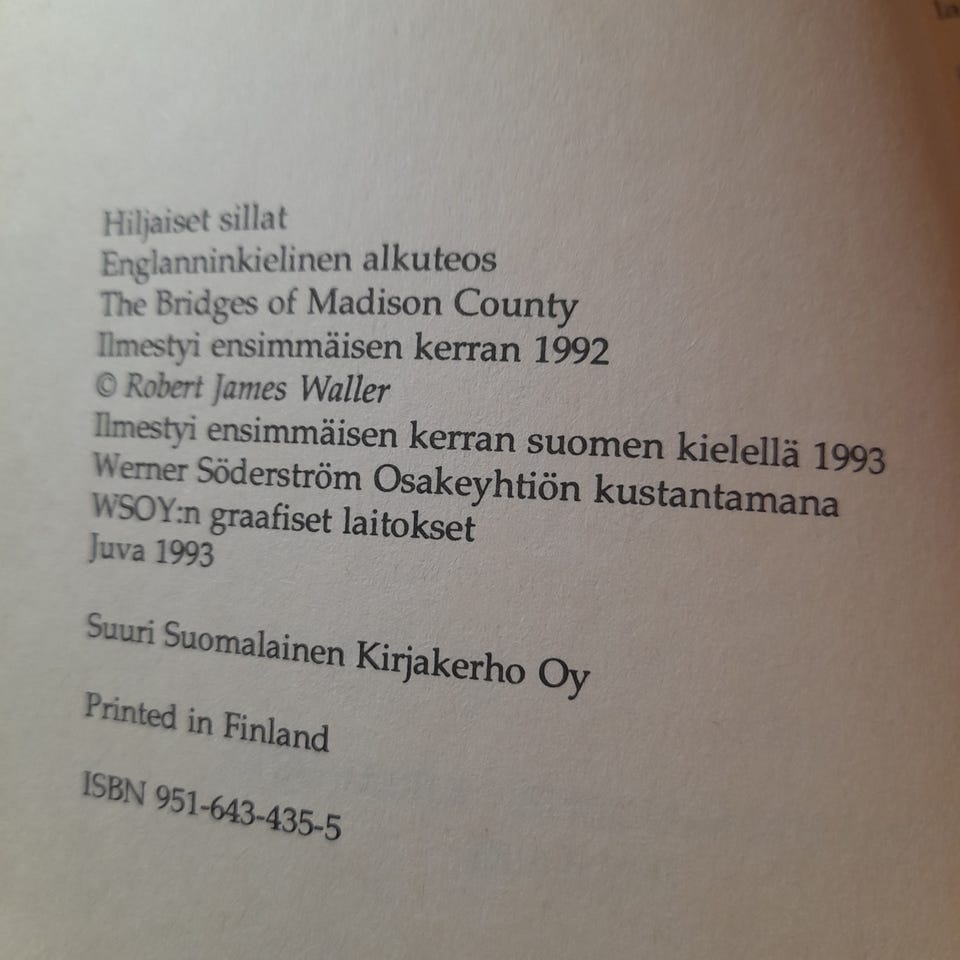 Hiljaiset sillat
Englanninkielinen alkuteos
The Bridges of Madison County
Ilmestyi ensimmäisen kerran 1992
© Robert James Waller
Ilmestyi ensimmäisen kerran suomen kielellä 1993
Werner Söderström Osakeyhtiön kustantamana
WSOY:n graafiset laitokset
Juva 1993
Suuri Suomalainen Kirjakerho Oy
Printed in Finland
ISBN 951-643-435-5